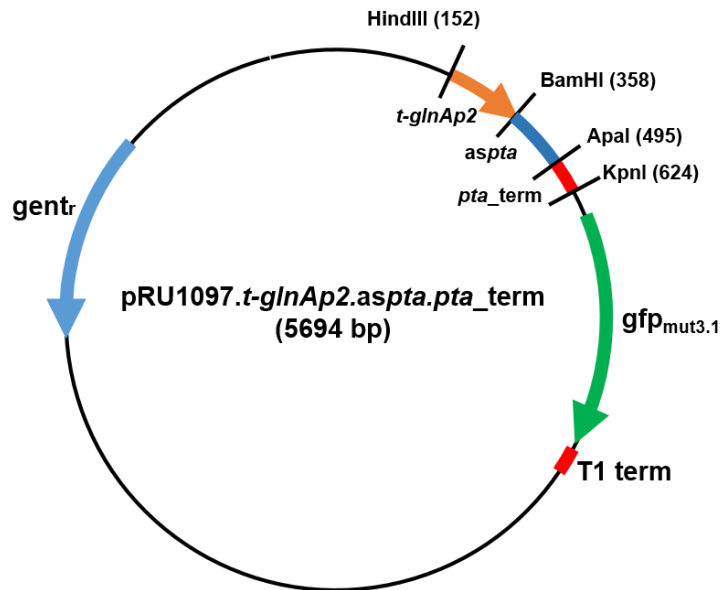 HindIII (152)
BamHI (358)
t-glnAp2
ApaI (495)
aspta
KpnI (624)
pta_term
gentr
pRU1097.t-glnAp2.aspta.pta_term
(5694 bp)
gfpmut3.1
T1 term